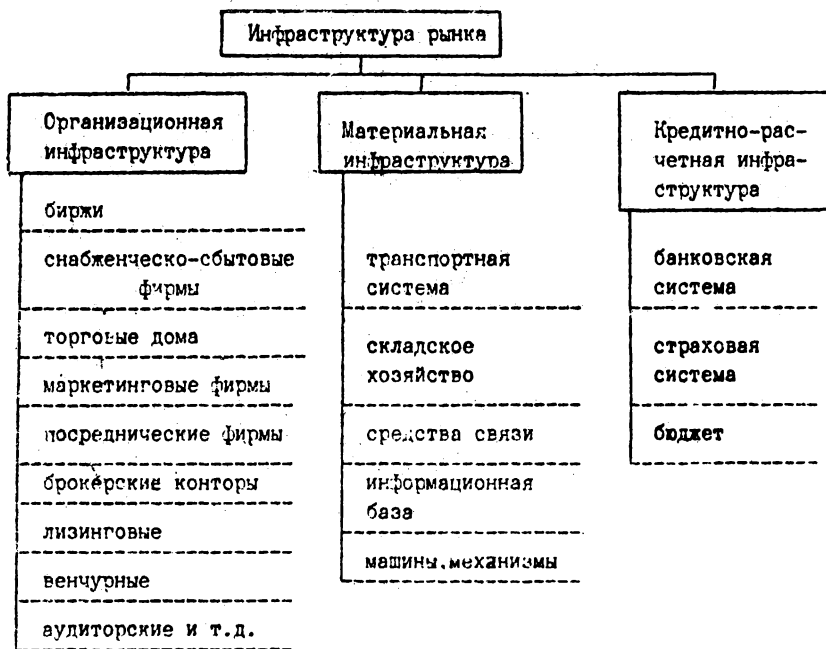 Инфраструктура рынка
Организационная
инфраструктура
биржи
снабженческо-сбытовые
фирмы
торговые дома
маркетинговые фирмы
посреднические фирмы
брокерские конторы
лизинговые
венчурные
аудиторские и т.д.
Материальная
инфраструктура
транспортная
система
складское
хозяйство
средства связи
информационная
база
машины,механизмы
Кредитно-рас-
четная инфра-
структура
банковская
система
страховая
система
бюджет